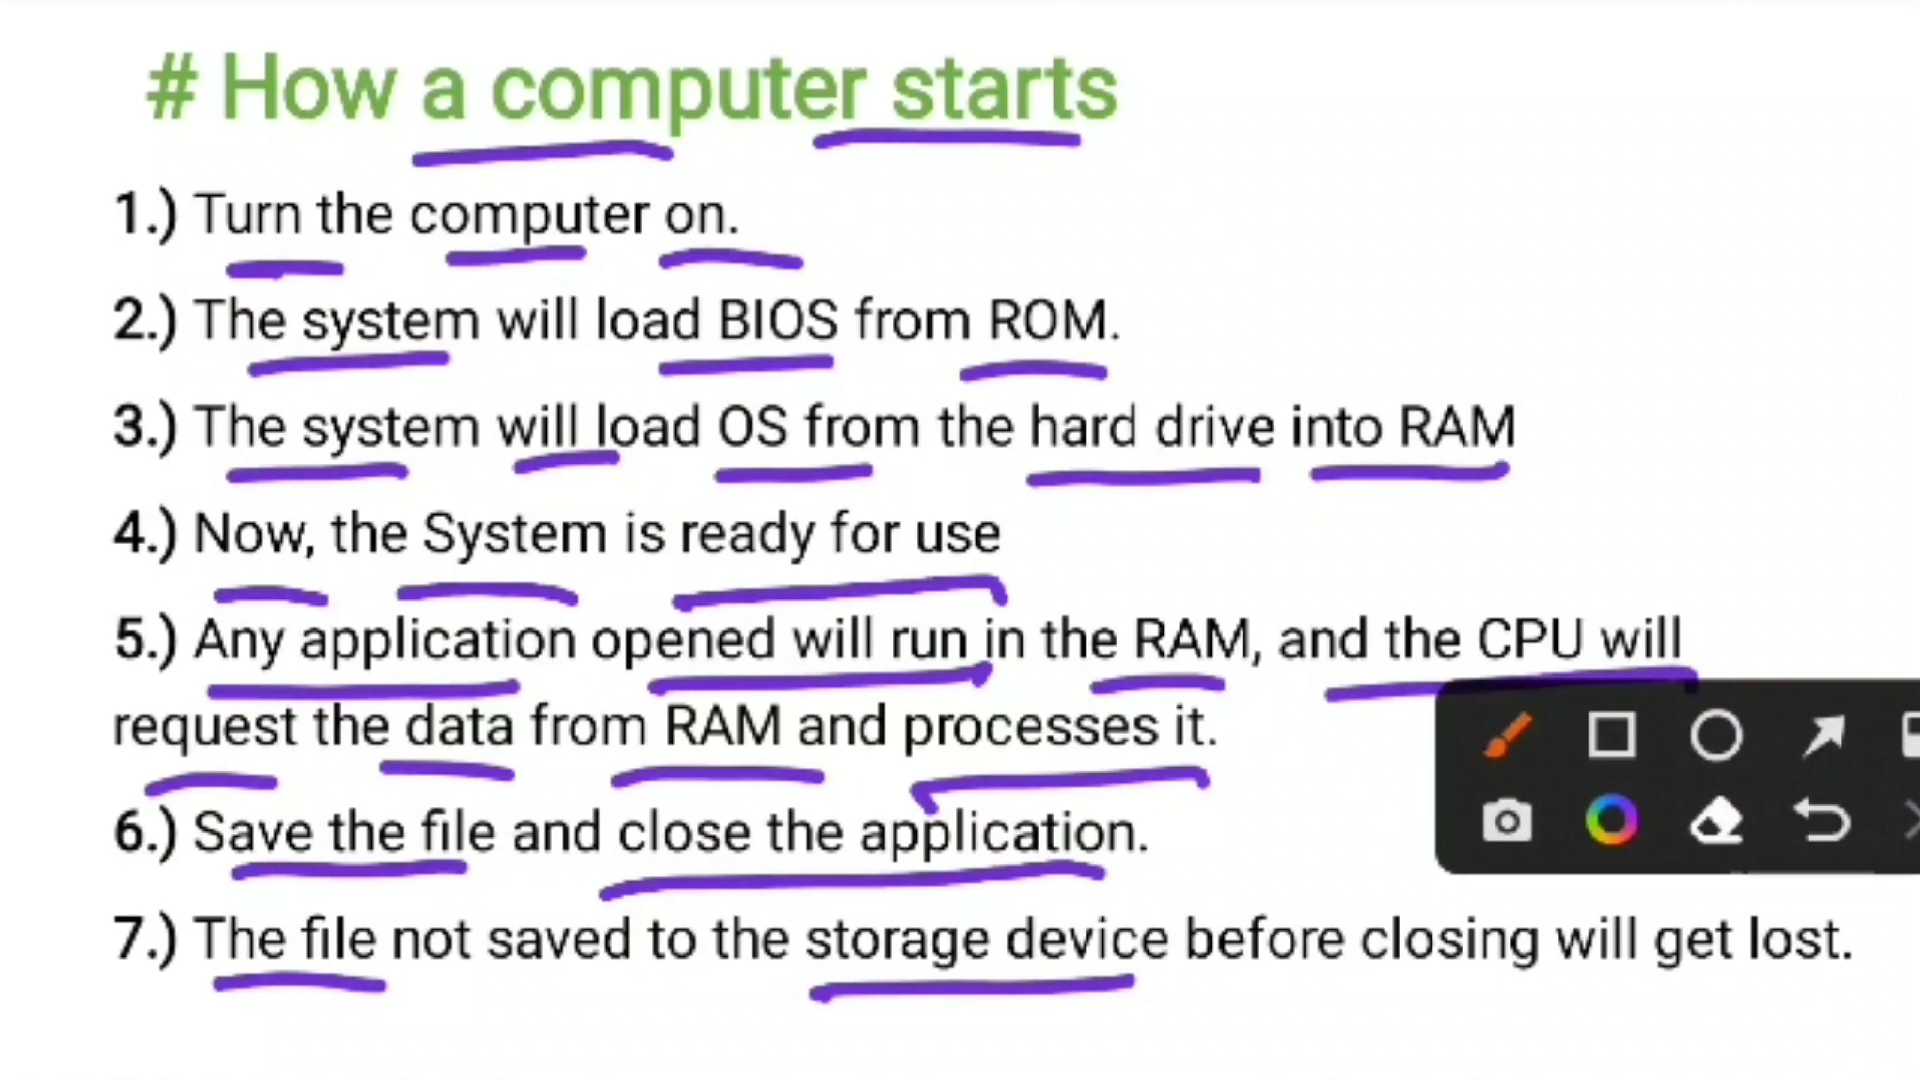 # How a computer starts
1.) Turn the computer on.
2.) The system will load BIOS from ROM.
3.) The system will load OS from the hard drive into RAM
4.) Now, the System is ready for use
5.) Any application opened will run in the RAM, and the CPU will
request the data from RAM and processes it.
6.) Save the file and close the application.
7.) The file not saved to the storage device before closing will get lost.